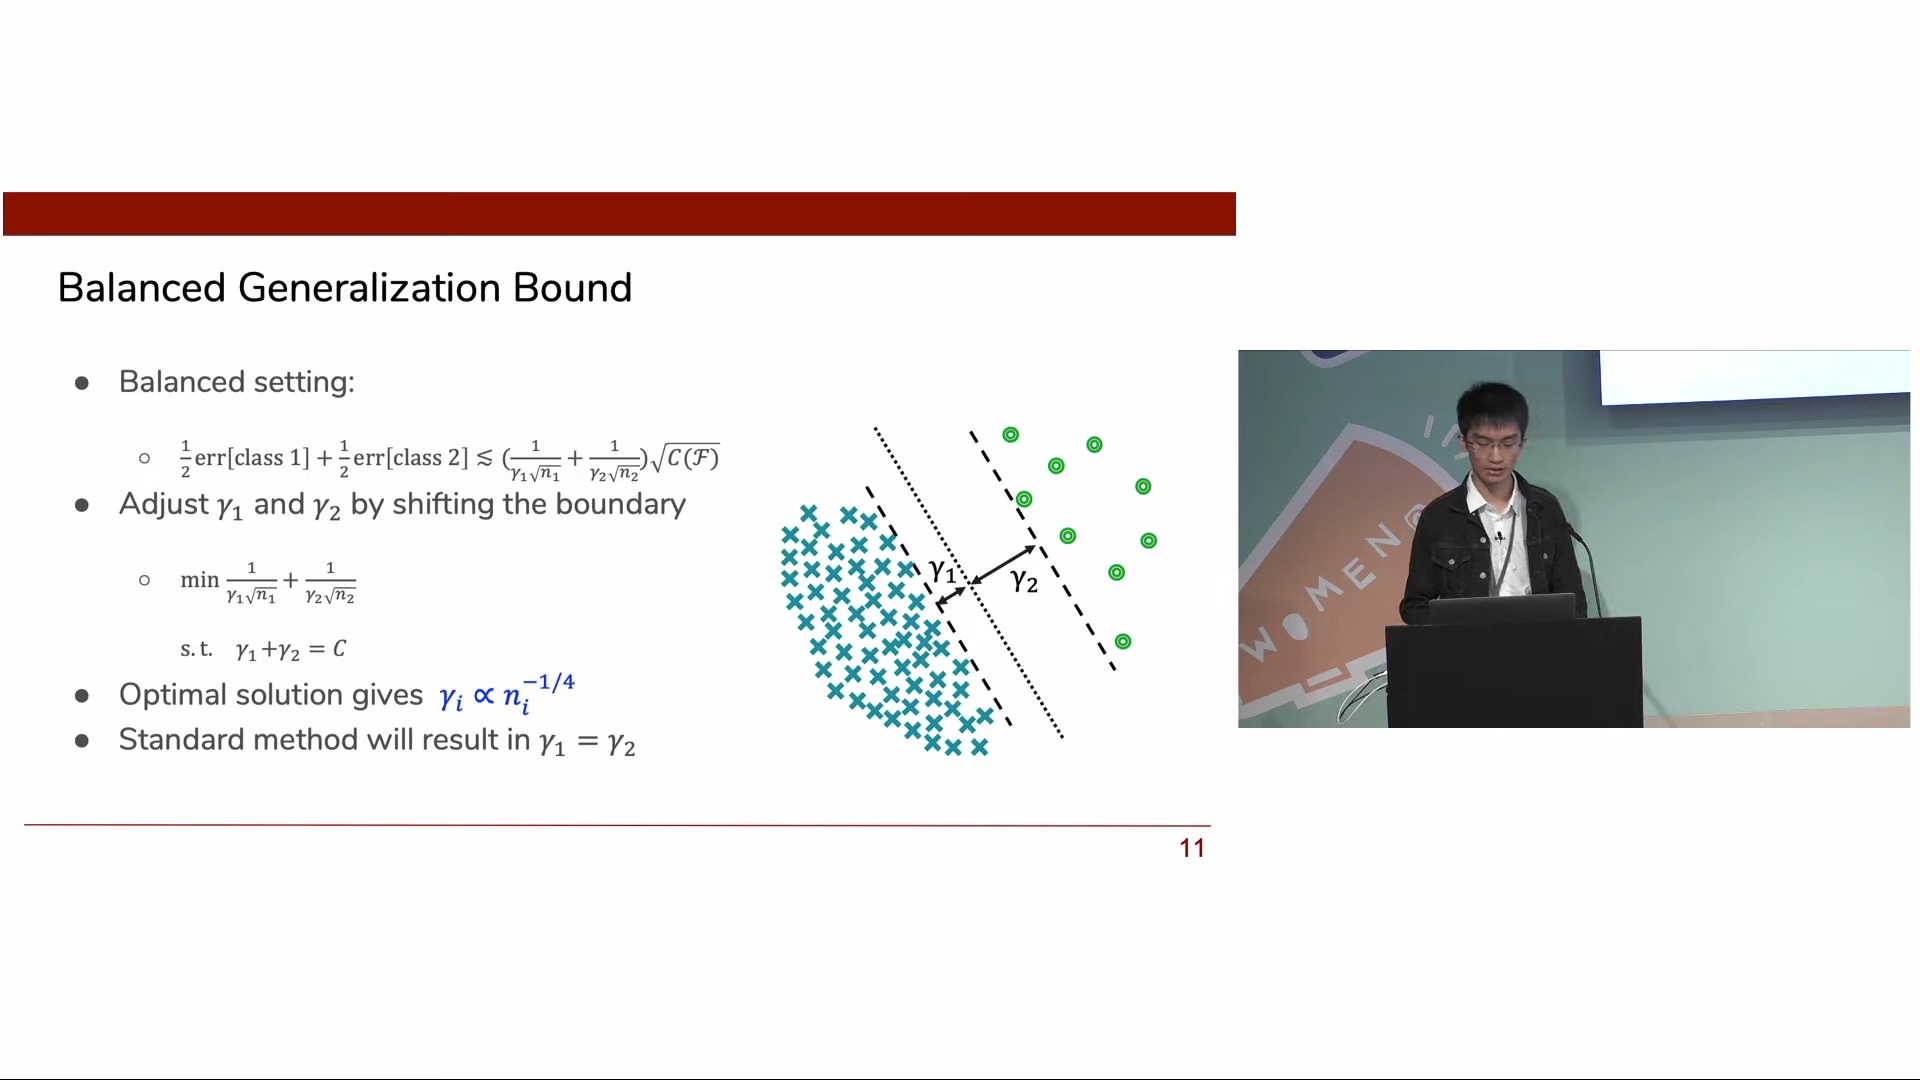 Balanced Generalization Bound
● Balanced setting:
○ 1/2 err[class 1] + 1/2 err[class 2] ≲ (1/(γ₁√n₁) + 1/(γ₂√n₂))√C(ℱ)
● Adjust γ₁ and γ₂ by shifting the boundary
○ min 1/(γ₁√n₁) + 1/(γ₂√n₂)
s.t. γ₁+γ₂ = C
● Optimal solution gives γᵢ ∝ nᵢ^(−1/4)
● Standard method will result in γ₁ = γ₂
γ₁
γ₂
11
WOMEN
IN